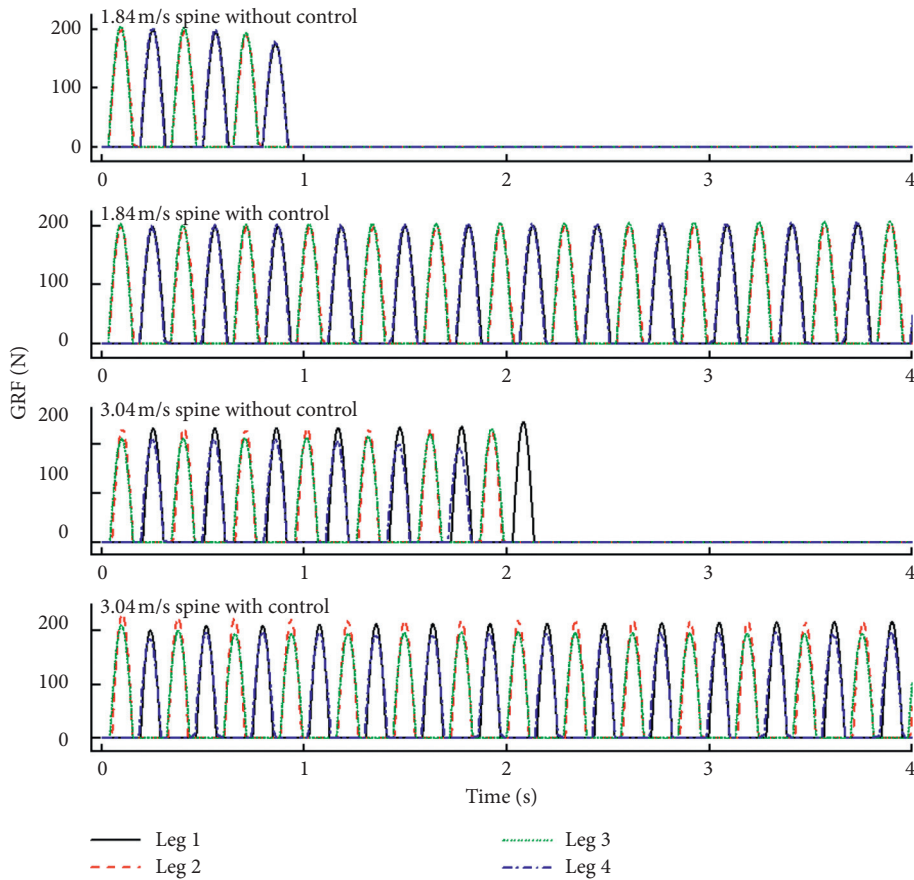 1.84 m/s spine without control
200
100
0
0 1 2 3 4
1.84 m/s spine with control
200
100
0
0 1 2 3 4
GRF (N)
3.04 m/s spine without control
200
100
0
0 1 2 3 4
3.04 m/s spine with control
200
100
0
0 1 2 3 4
Time (s)
Leg 1
Leg 2
Leg 3
Leg 4